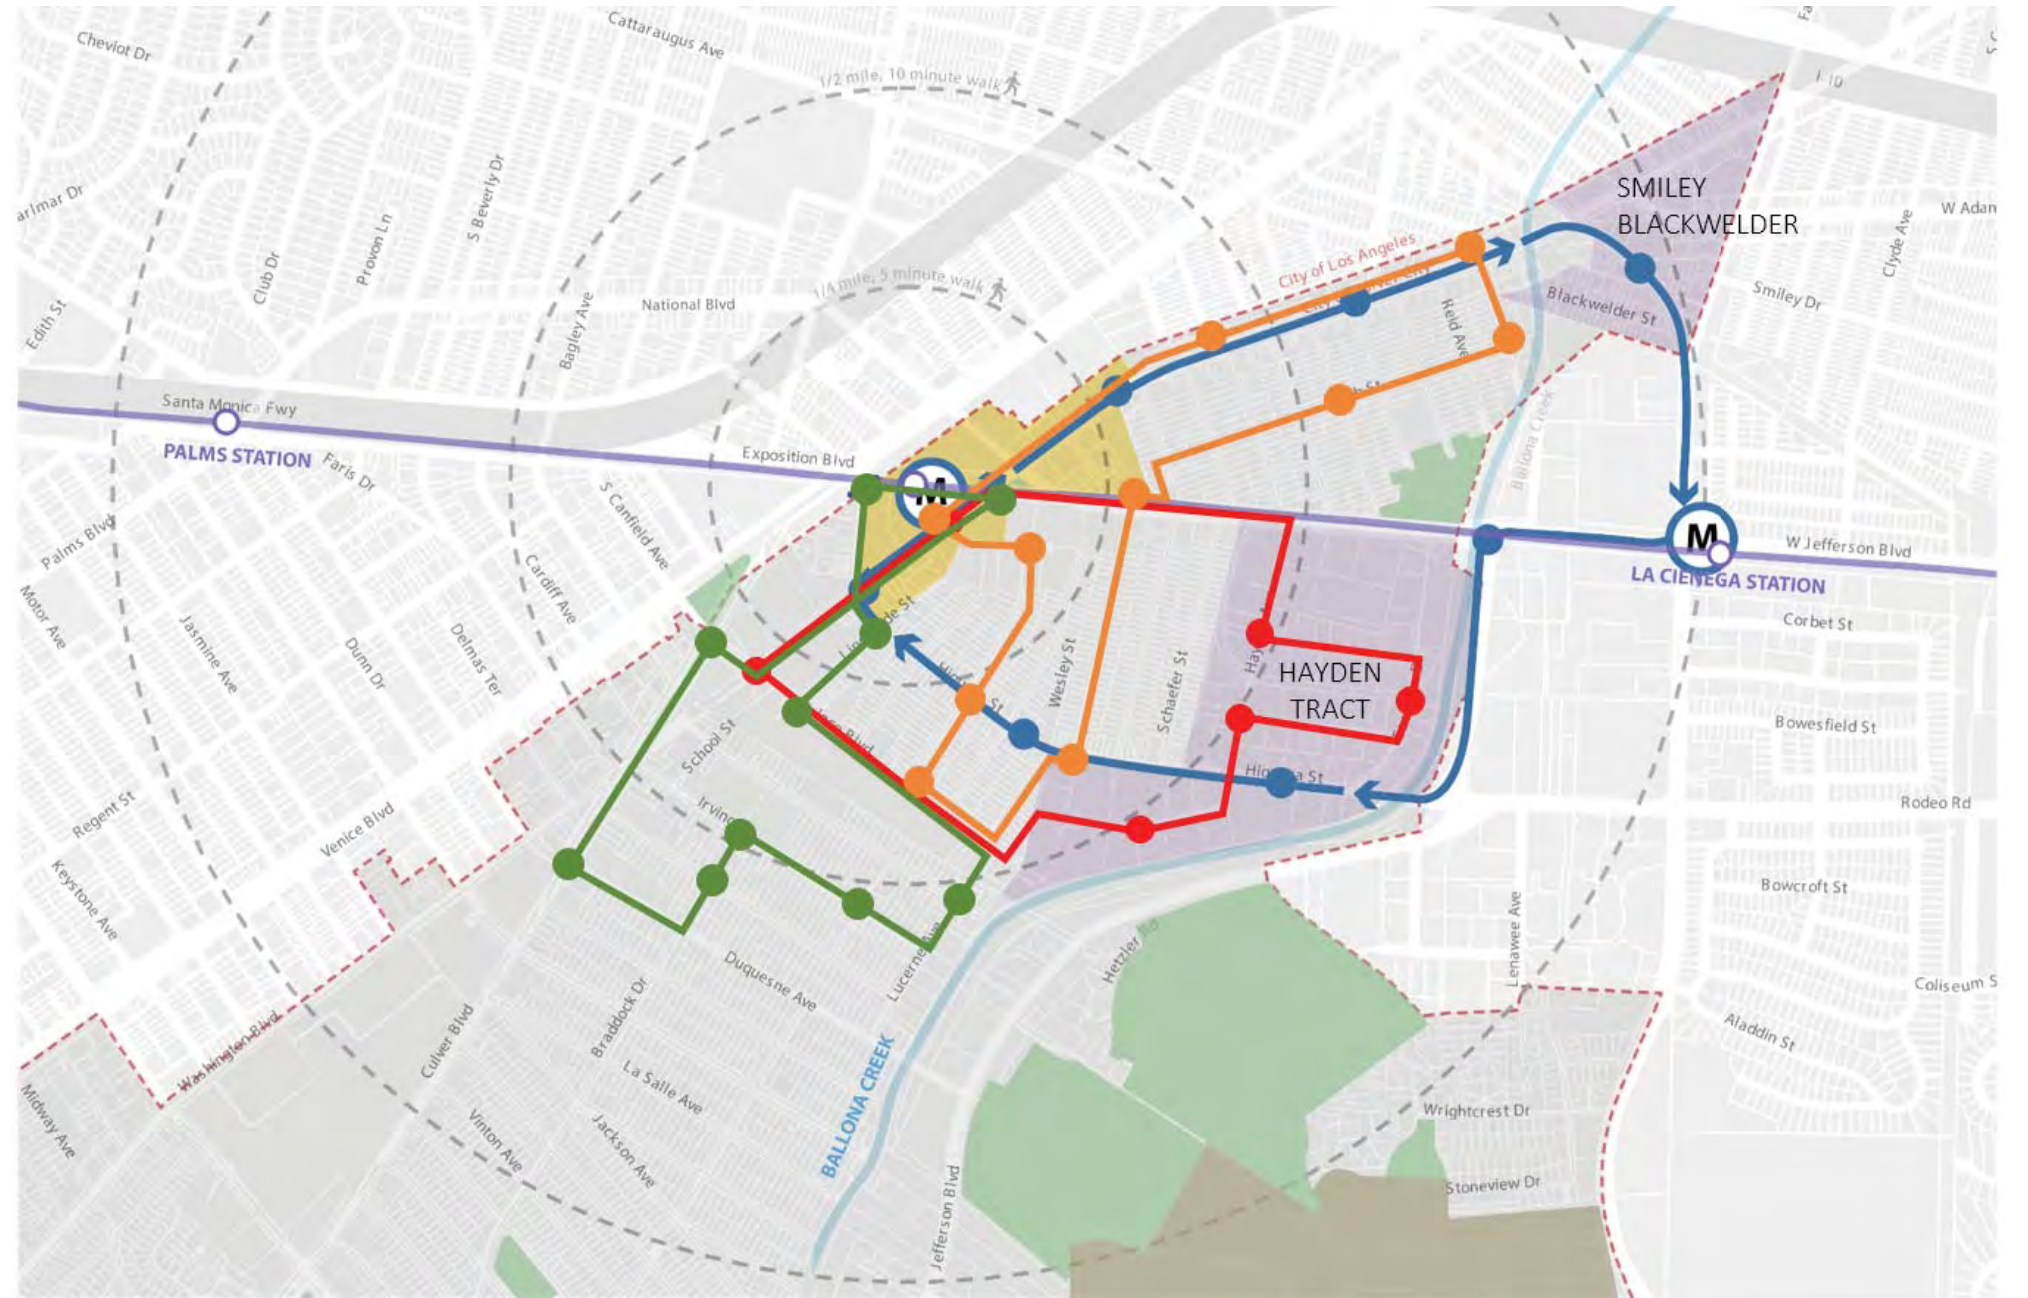 Cheviot Dr
Cattaraugus Ave
I-10
1/2 mile, 10 minute walk
arlmar Dr
Provon Ln
S Beverly Dr
Club Dr
SMILEY
BLACKWELDER
W Adan
Clyde Ave
City of Los Angeles
1/4 mile, 5 minute walk
National Blvd
Bagley Ave
Edith St
Reid Ave
Blackwelder St
Smiley Dr
Santa Monica Fwy
PALMS STATION
Faris Dr
Exposition Blvd
S Canfield Ave
Ballona Creek
M
M
W Jefferson Blvd
LA CIENEGA STATION
Palms Blvd
Cardiff Ave
Motor Ave
Jasmine Ave
Dunn Dr
Delmas Ter
Corbet St
Wesley St
Schaefer St
HAYDEN
TRACT
School St
Bowesfield St
Regent St
Venice Blvd
Rodeo Rd
Keystone Ave
Bowcroft St
Lenawee Ave
Duquesne Ave
Lucerne Ave
Hetzler Rd
Coliseum S
Braddock Dr
Culver Blvd
Washington Blvd
Aladdin St
BALLONA CREEK
La Salle Ave
Midway Ave
Vinton Ave
Jackson Ave
Wrightcrest Dr
Stoneview Dr
Jefferson Blvd